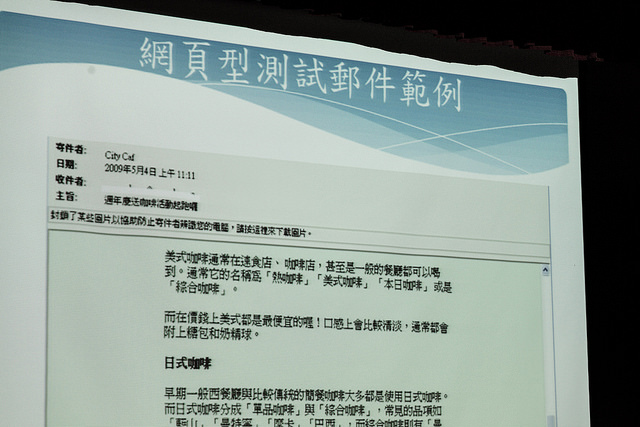 網頁型測試郵件範例
寄件者: City Caf
日期: 2009年5月4日 上午 11:11
收件者:
主旨: 週年慶送咖啡活動起跑囉
封鎖了某些圖片以協助防止寄件者辨識您的電腦，請按這裡來下載圖片。
美式咖啡通常在速食店、咖啡店，甚至是一般的餐廳都可以喝
到。通常它的名稱為「熱咖啡」「美式咖啡」「本日咖啡」或是
「綜合咖啡」。
而在價錢上美式都是最便宜的喔！口感上會比較清淡，通常都會
附上糖包和奶精球。
日式咖啡
早期一般西餐廳與比較傳統的簡餐咖啡大多都是使用日式咖啡。
而日式咖啡分成「單品咖啡」與「綜合咖啡」，常見的品項如
「藍山」「曼特寧」「摩卡」「巴西」，而綜合咖啡則有「曼